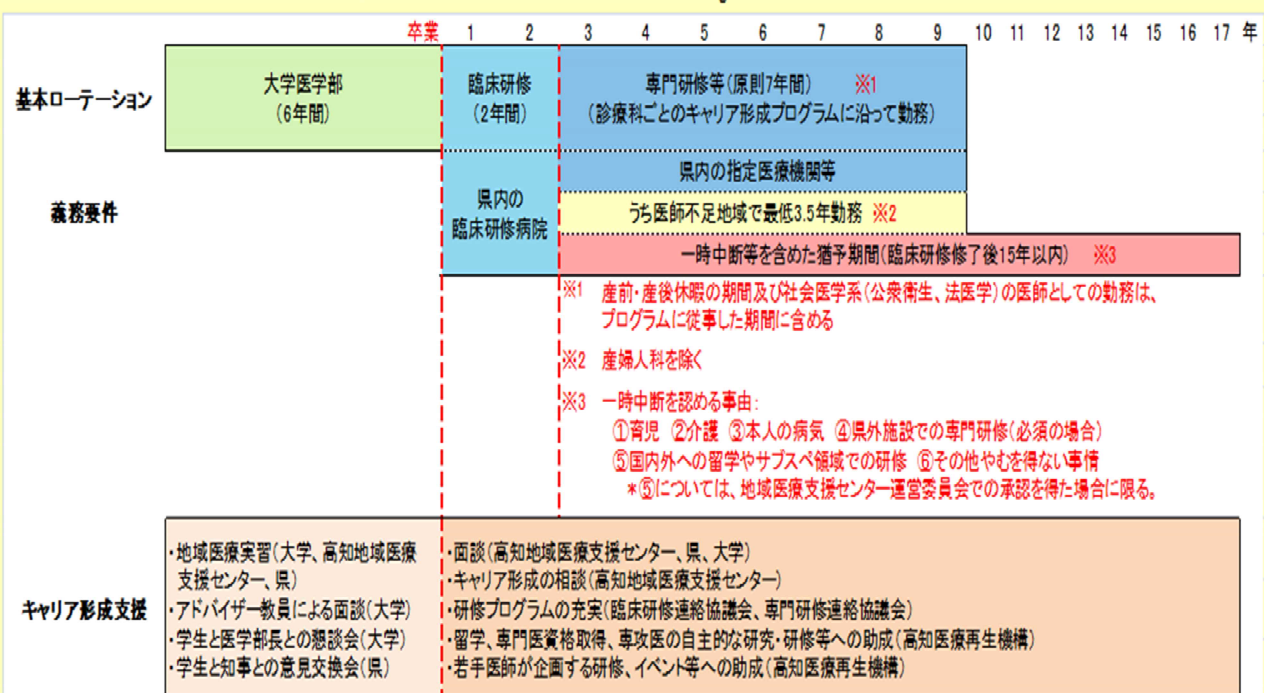 卒業 1 2 3 4 5 6 7 8 9 10 11 12 13 14 15 16 17 年
基本ローテーション
大学医学部
(6年間)
臨床研修
(2年間)
専門研修等(原則7年間) ※1
(診療科ごとのキャリア形成プログラムに沿って勤務)
義務要件
県内の
臨床研修病院
県内の指定医療機関等
うち医師不足地域で最低3.5年勤務 ※2
一時中断等を含めた猶予期間(臨床研修修了後15年以内) ※3
※1 産前・産後休暇の期間及び社会医学系(公衆衛生、法医学)の医師としての勤務は、
プログラムに従事した期間に含める
※2 産婦人科を除く
※3 一時中断を認める事由:
①育児 ②介護 ③本人の病気 ④県外施設での専門研修(必須の場合)
⑤国内外への留学やサブスペ領域での研修 ⑥その他やむを得ない事情
*⑤については、地域医療支援センター運営委員会での承認を得た場合に限る。
キャリア形成支援
・地域医療実習(大学、高知地域医療
支援センター、県)
・アドバイザー教員による面談(大学)
・学生と医学部長との懇談会(大学)
・学生と知事との意見交換会(県)
・面談(高知地域医療支援センター、県、大学)
・キャリア形成の相談(高知地域医療支援センター)
・研修プログラムの充実(臨床研修連絡協議会、専門研修連絡協議会)
・留学、専門医資格取得、専攻医の自主的な研究・研修等への助成(高知医療再生機構)
・若手医師が企画する研修、イベント等への助成(高知医療再生機構)